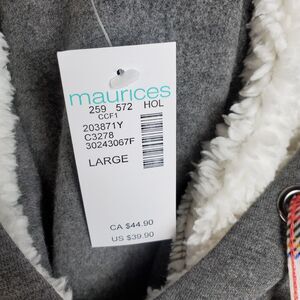 maurices
259 572 HOL
CCF1
203871Y
C3278
30243067F
LARGE
CA $44.90
US $39.90